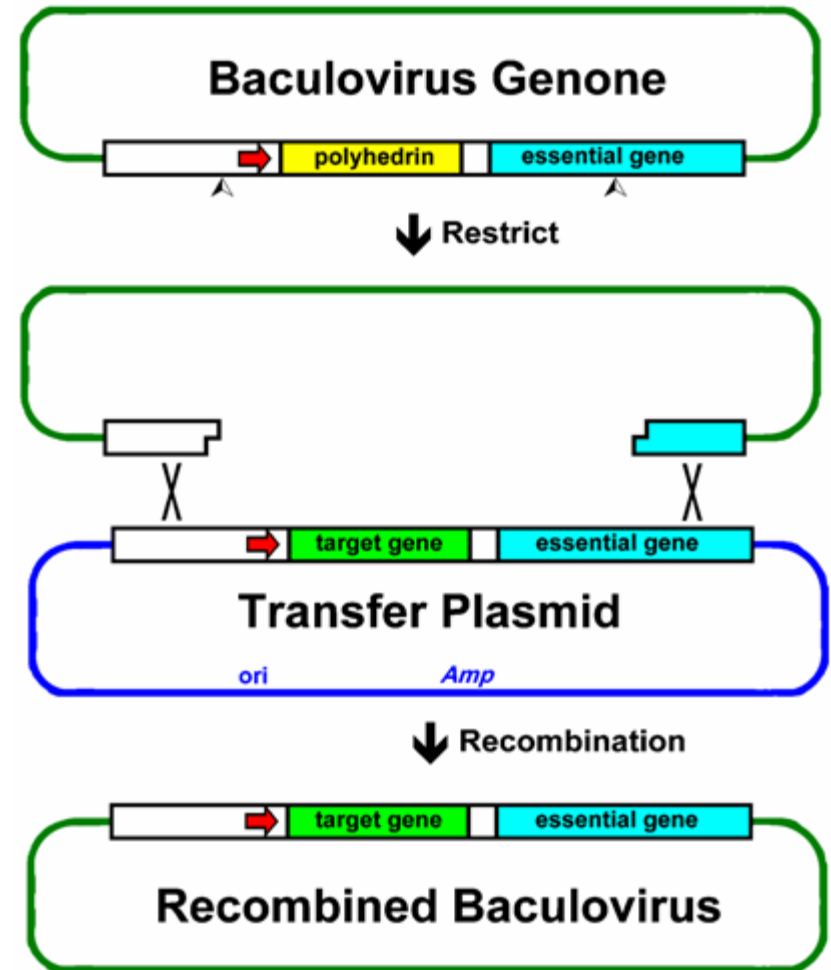 Baculovirus Genone
polyhedrin
essential gene
Restrict
target gene
essential gene
Transfer Plasmid
ori
Amp
Recombination
target gene
essential gene
Recombined Baculovirus